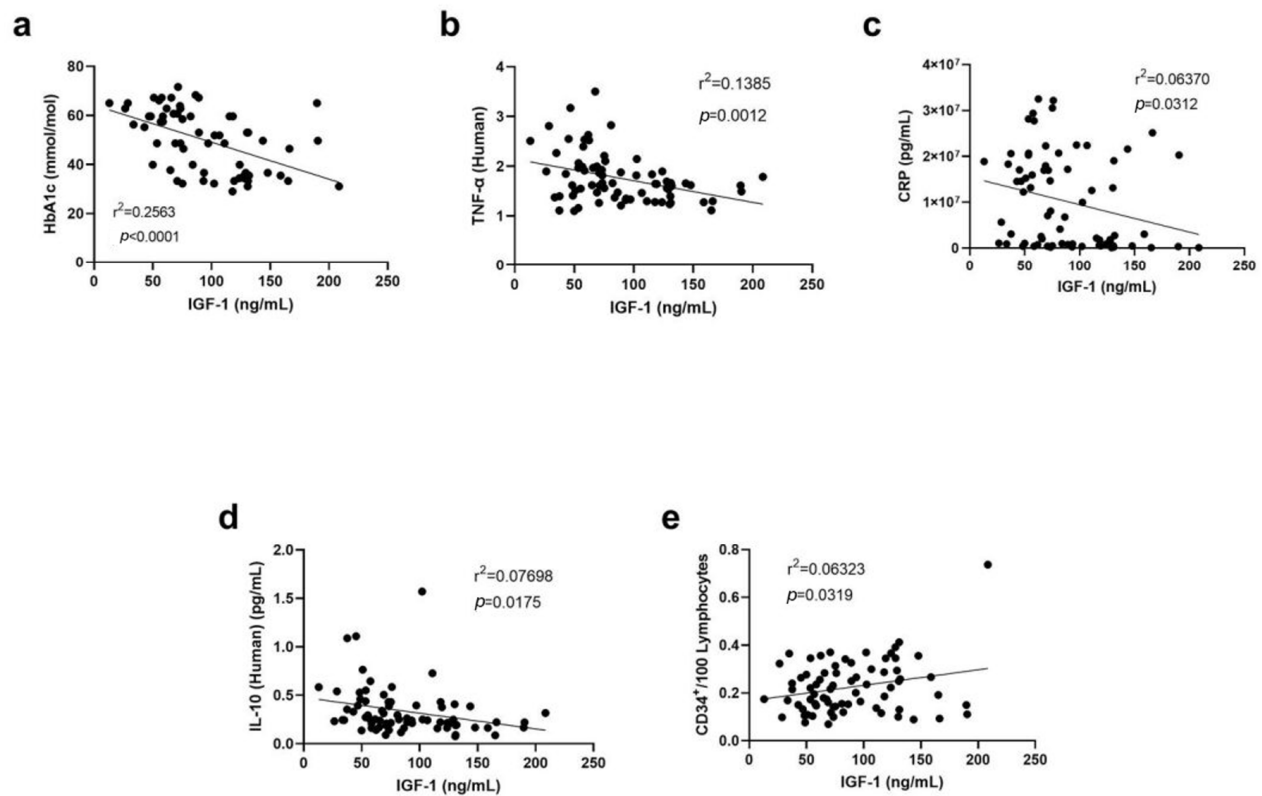 a
HbA1c (mmol/mol)
80
60
40
20
0
r²=0.2563
p<0.0001
0 50 100 150 200 250
IGF-1 (ng/mL)
b
TNF-α (Human)
4
3
2
1
0
r²=0.1385
p=0.0012
0 50 100 150 200 250
IGF-1 (ng/mL)
c
CRP (pg/mL)
4×10⁷
3×10⁷
2×10⁷
1×10⁷
0
r²=0.06370
p=0.0312
0 50 100 150 200 250
IGF-1 (ng/mL)
d
IL-10 (Human) (pg/mL)
2.0
1.5
1.0
0.5
0.0
r²=0.07698
p=0.0175
0 50 100 150 200 250
IGF-1 (ng/mL)
e
CD34⁺/100 Lymphocytes
0.8
0.6
0.4
0.2
0.0
r²=0.06323
p=0.0319
0 50 100 150 200 250
IGF-1 (ng/mL)